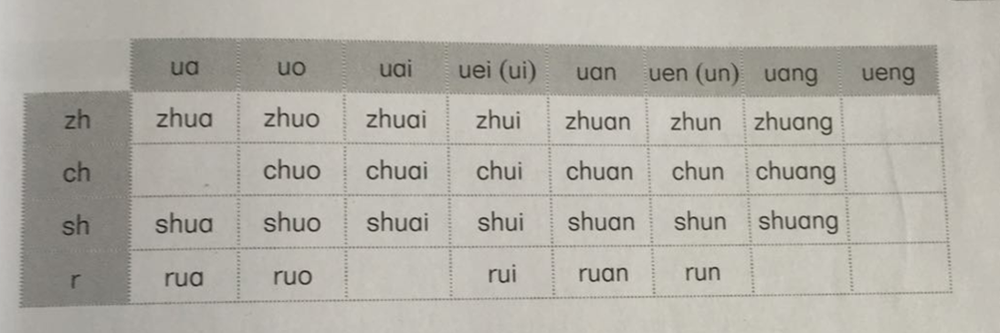 ua uo uai uei (ui) uan uen (un) uang ueng
zh zhua zhuo zhuai zhui zhuan zhun zhuang
ch chuo chuai chui chuan chun chuang
sh shua shuo shuai shui shuan shun shuang
r rua ruo rui ruan run